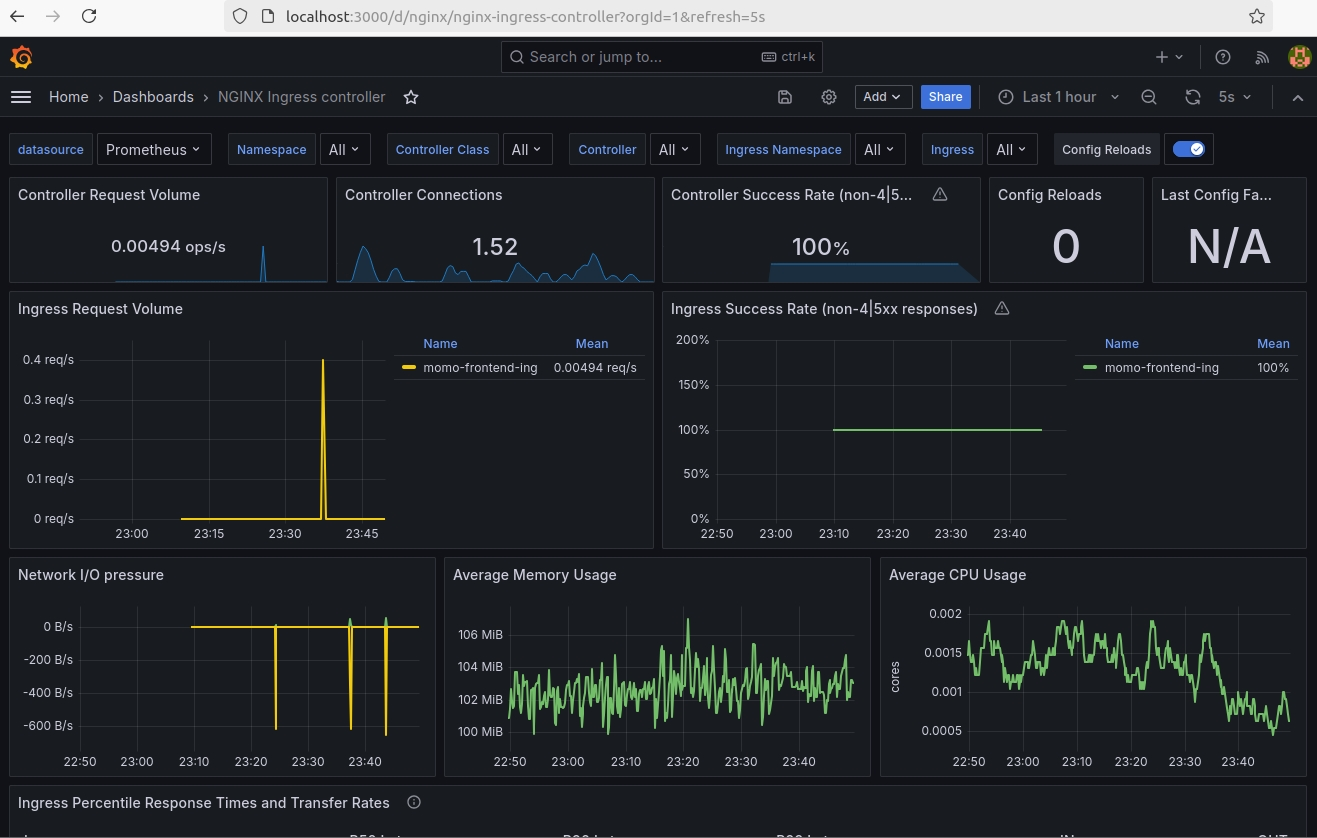 localhost:3000/d/nginx/nginx-ingress-controller?orgId=1&refresh=5s
Search or jump to... ctrl+k
Home › Dashboards › NGINX Ingress controller Add Share Last 1 hour 5s
datasource Prometheus Namespace All Controller Class All Controller All Ingress Namespace All Ingress All Config Reloads
Controller Request Volume
0.00494 ops/s
Controller Connections
1.52
Controller Success Rate (non-4|5...
100%
Config Reloads
0
Last Config Fa...
N/A
Ingress Request Volume
0.4 req/s
0.3 req/s
0.2 req/s
0.1 req/s
0 req/s
23:00 23:15 23:30 23:45
Name Mean
momo-frontend-ing 0.00494 req/s
Ingress Success Rate (non-4|5xx responses)
200%
150%
100%
50%
0%
22:50 23:00 23:10 23:20 23:30 23:40
Name Mean
momo-frontend-ing 100%
Network I/O pressure
0 B/s
-200 B/s
-400 B/s
-600 B/s
22:50 23:00 23:10 23:20 23:30 23:40
Average Memory Usage
106 MiB
104 MiB
102 MiB
100 MiB
22:50 23:00 23:10 23:20 23:30 23:40
Average CPU Usage
cores
0.002
0.0015
0.001
0.0005
22:50 23:00 23:10 23:20 23:30 23:40
Ingress Percentile Response Times and Transfer Rates